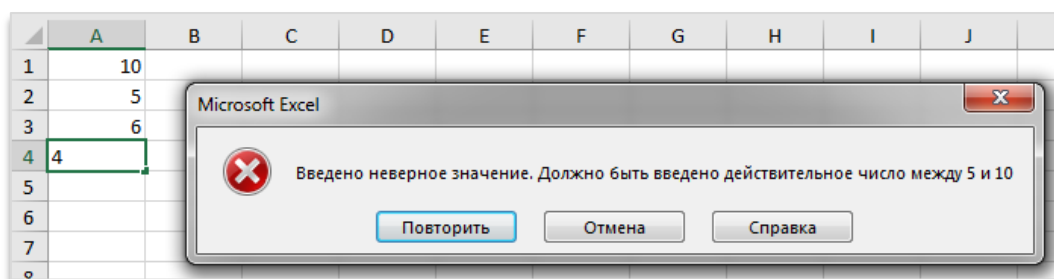 A B C D E F G H I J
1 10
2 5
Microsoft Excel
3 6
4 4
Введено неверное значение. Должно быть введено действительное число между 5 и 10
5
6
Повторить Отмена Справка
7
8